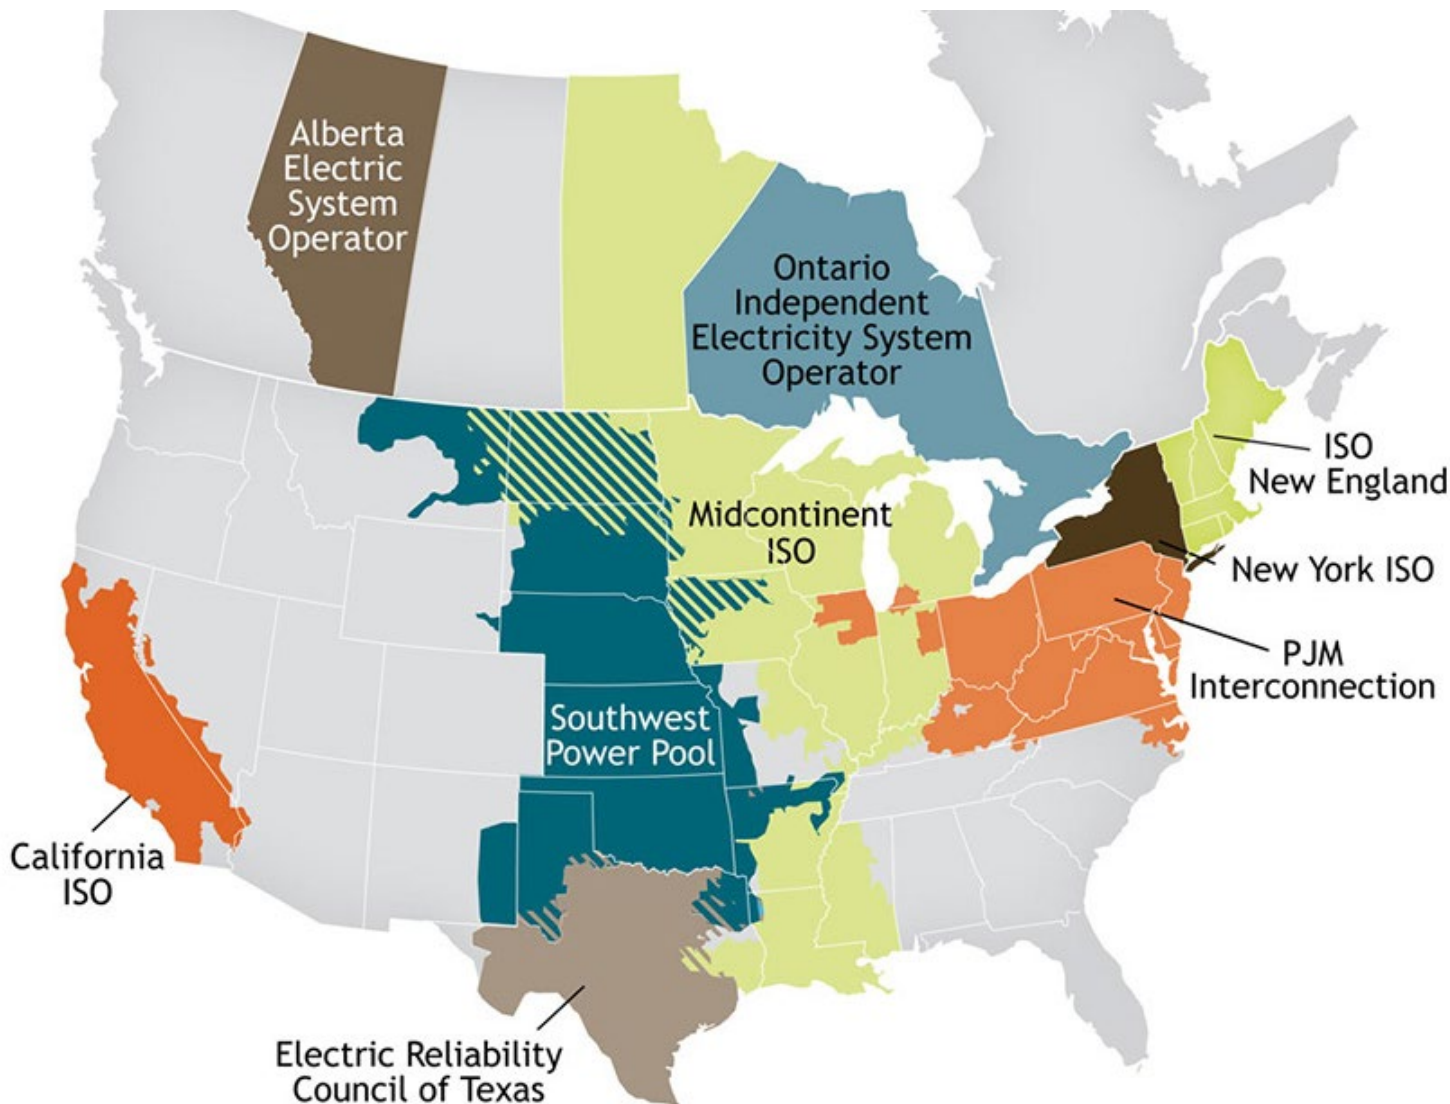 Alberta
Electric
System
Operator
Ontario
Independent
Electricity System
Operator
ISO
New England
Midcontinent
ISO
New York ISO
PJM
Interconnection
Southwest
Power Pool
California
ISO
Electric Reliability
Council of Texas